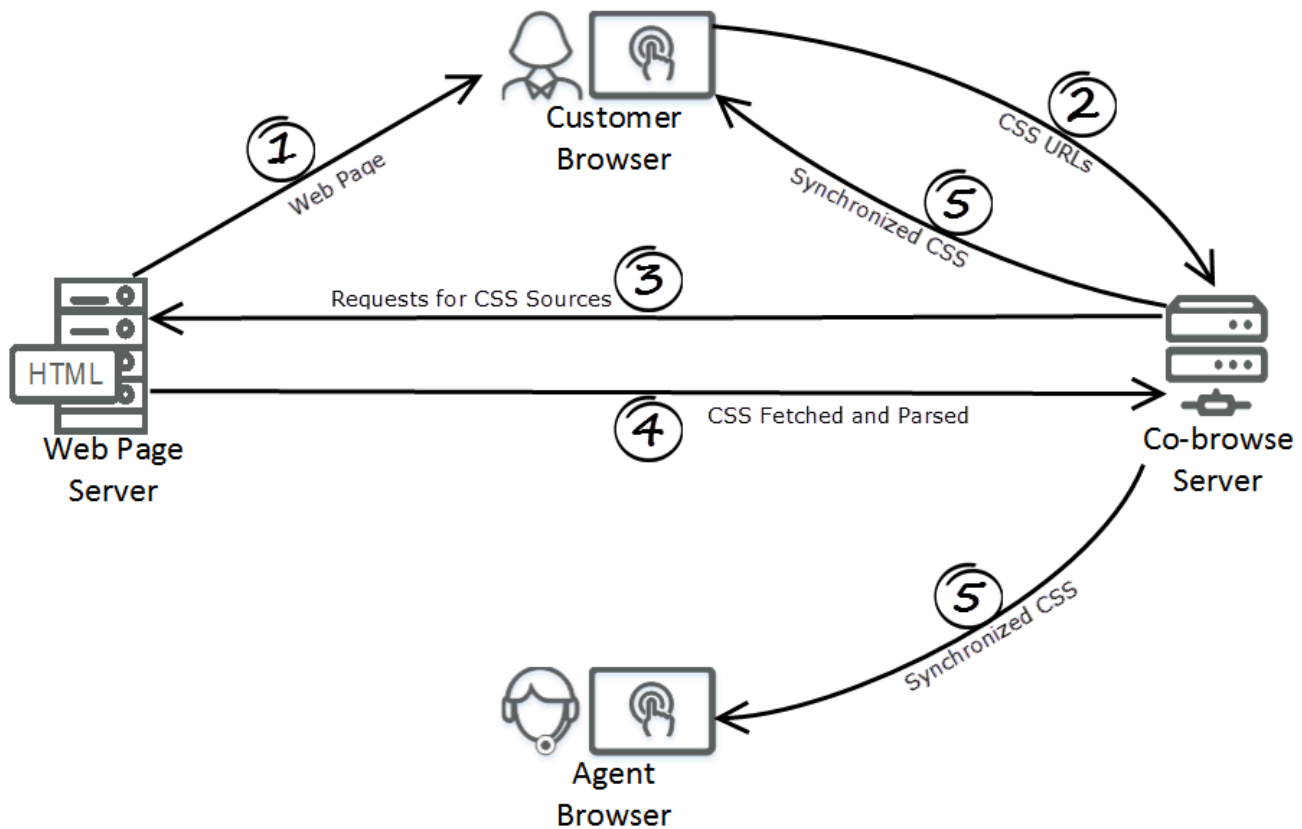 Customer
Browser
1
Web Page
2
CSS URLs
5
Synchronized CSS
3
Requests for CSS Sources
HTML
4
CSS Fetched and Parsed
Web Page
Server
Co-browse
Server
5
Synchronized CSS
Agent
Browser